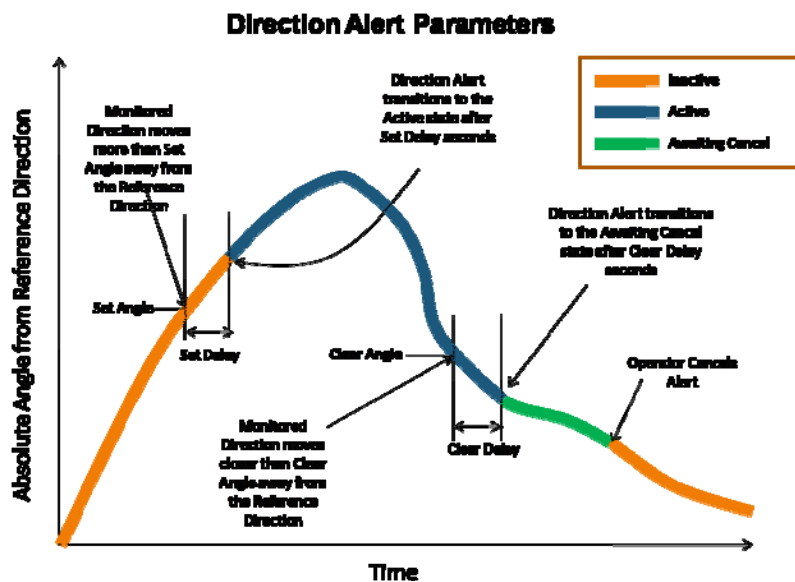 Direction Alert Parameters
Inactive
Active
Awaiting Cancel
Monitored
Direction moves
more than Set
Angle away from
the Reference
Direction
Direction Alert
transitions to the
Active state after
Set Delay seconds
Direction Alert transitions
to the Awaiting Cancel
state after Clear Delay
seconds
Set Angle
Set Delay
Clear Angle
Operator Cancels
Alert
Monitored
Direction moves
closer than Clear
Angle away from
the Reference
Direction
Clear Delay
Absolute Angle from Reference Direction
Time